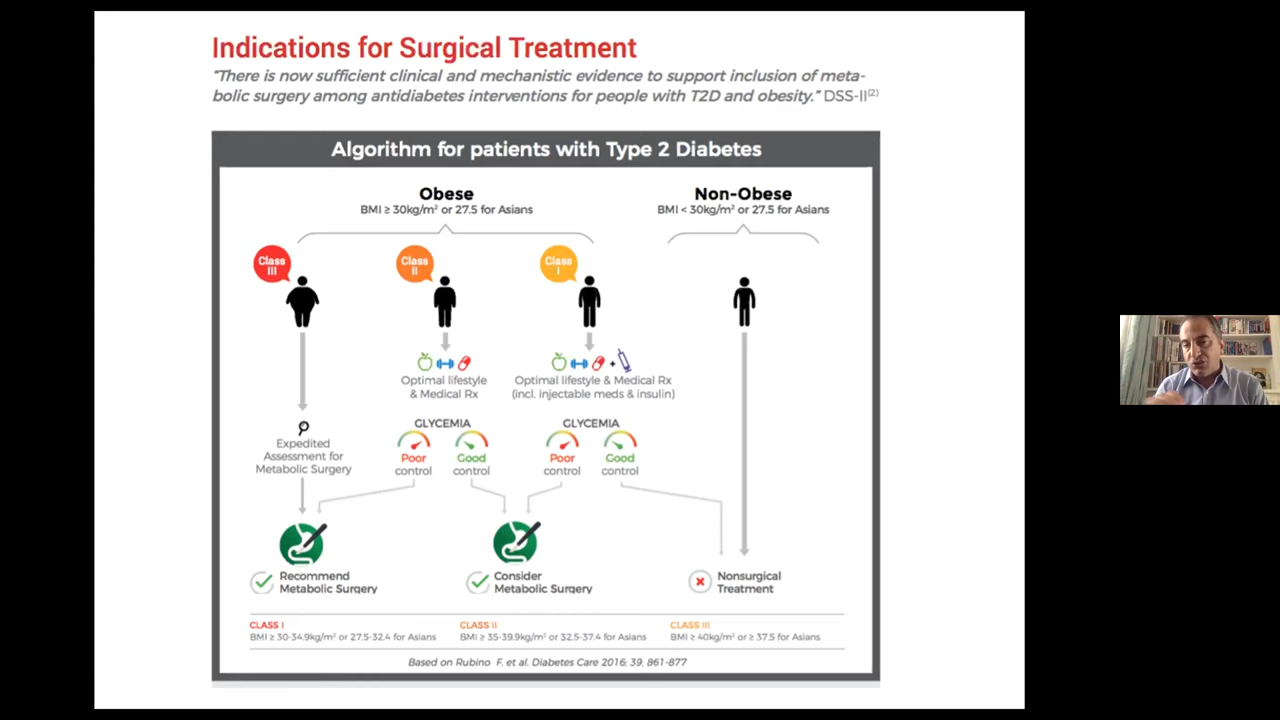 Indications for Surgical Treatment
“There is now sufficient clinical and mechanistic evidence to support inclusion of meta-
bolic surgery among antidiabetes interventions for people with T2D and obesity.” DSS-II(2)
Algorithm for patients with Type 2 Diabetes
Obese
BMI ≥ 30kg/m² or 27.5 for Asians
Non-Obese
BMI < 30kg/m² or 27.5 for Asians
Class
III
Class
II
Class
I
Optimal lifestyle
& Medical Rx
+
Optimal lifestyle & Medical Rx
(incl. injectable meds & insulin)
GLYCEMIA
Poor
control
Good
control
GLYCEMIA
Poor
control
Good
control
Expedited
Assessment for
Metabolic Surgery
Recommend
Metabolic Surgery
Consider
Metabolic Surgery
Nonsurgical
Treatment
CLASS I
BMI ≥ 30-34.9kg/m² or 27.5-32.4 for Asians
CLASS II
BMI ≥ 35-39.9kg/m² or 32.5-37.4 for Asians
CLASS III
BMI ≥ 40kg/m² or ≥ 37.5 for Asians
Based on Rubino F. et al. Diabetes Care 2016; 39, 861-877